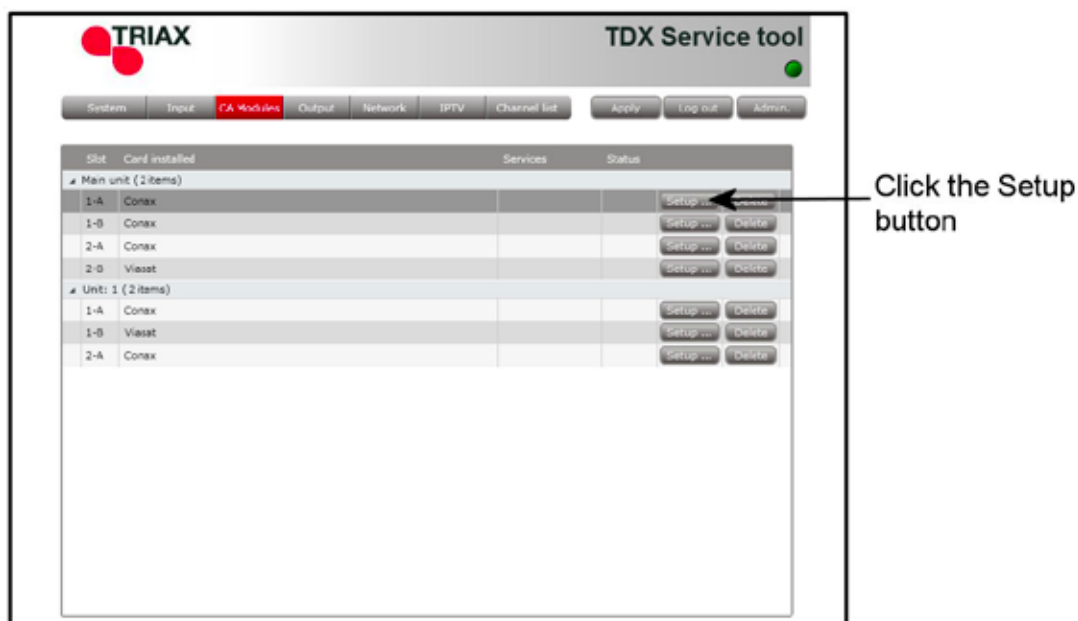 TRIAX
TDX Service tool
System Input CA Modules Output Network IPTV Channel list Apply Log out Admin.
Slot Card installed Services Status
Main unit (2 items)
1-A Conax Setup ... Delete
1-B Conax Setup ... Delete
2-A Conax Setup ... Delete
2-B Viasat Setup ... Delete
Unit: 1 (2 items)
1-A Conax Setup ... Delete
1-B Viasat Setup ... Delete
2-A Conax Setup ... Delete
Click the Setup
button